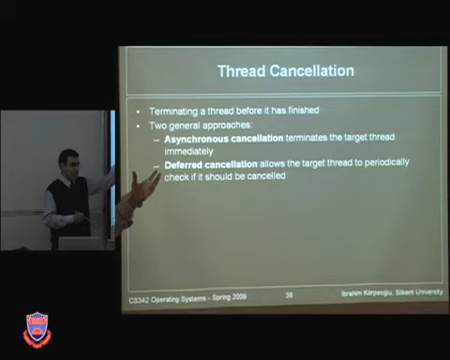 Thread Cancellation
• Terminating a thread before it has finished
• Two general approaches:
– Asynchronous cancellation terminates the target thread
immediately
– Deferred cancellation allows the target thread to periodically
check if it should be cancelled
CS342 Operating Systems - Spring 2009
38
İbrahim Körpeoğlu, Bilkent University